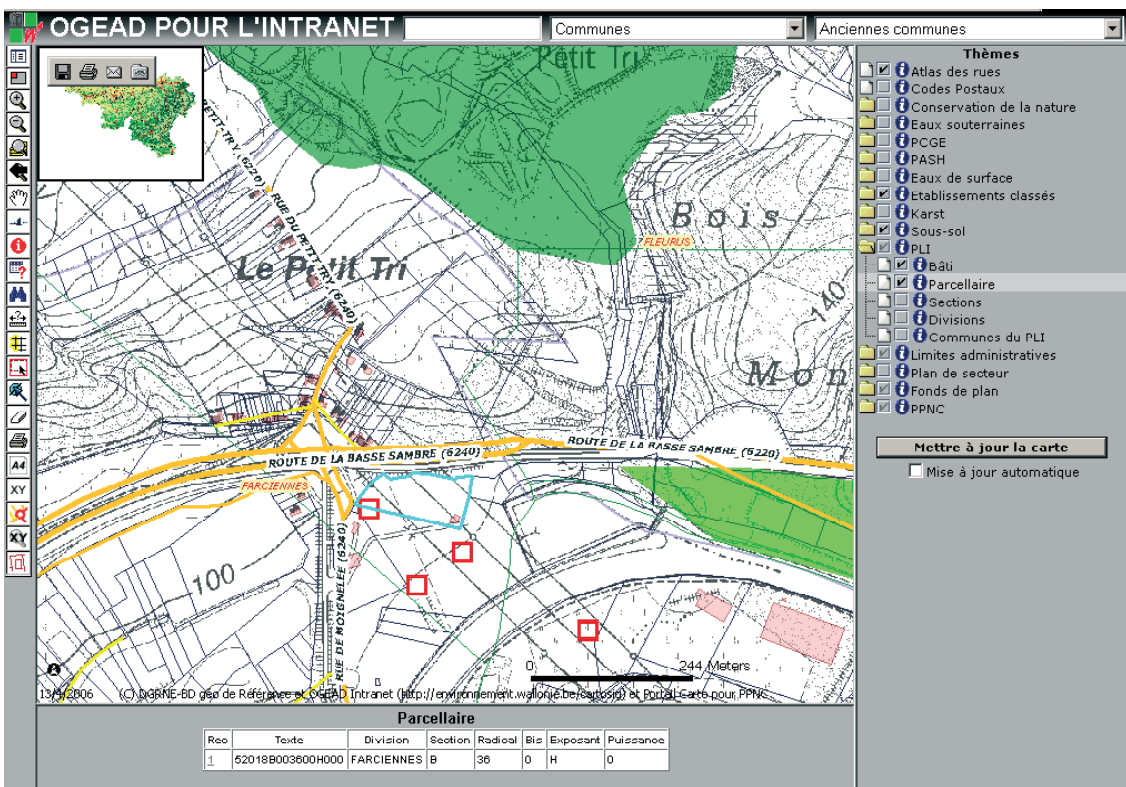 OGEAD POUR L'INTRANET
Communes
Anciennes communes
Thèmes
Atlas des rues
Codes Postaux
Conservation de la nature
Eaux souterraines
PCGE
PASH
Eaux de surface
Etablissements classés
Karst
Sous-sol
PLI
Bâti
Parcellaire
Sections
Divisions
Communes du PLI
Limites administratives
Plan de secteur
Fonds de plan
PPNC
Mettre à jour la carte
Mise à jour automatique
A4
XY
XY
Petit Tri
PETIT-TRY (6220)
RUE DU PETIT-TRY (6240)
Le Petit Tri
Bois
FLEURUS
140
Mon
ROUTE DE LA BASSE SAMBRE (6240)
ROUTE DE LA BASSE SAMBRE (6220)
FARCIENNES
RUE DE MOIGNELEE (6240)
100
0
244 Meters
13/4/2006
(C) DGRNE-BD géo de Référence et OGEAD Intranet (http://environnement.wallonie.be/cartosig) et Portail Carto pour PPNC
Parcellaire
Rec Texte Division Section Radical Bis Exposant Puissance
1 52018B003600H000 FARCIENNES B 36 0 H 0